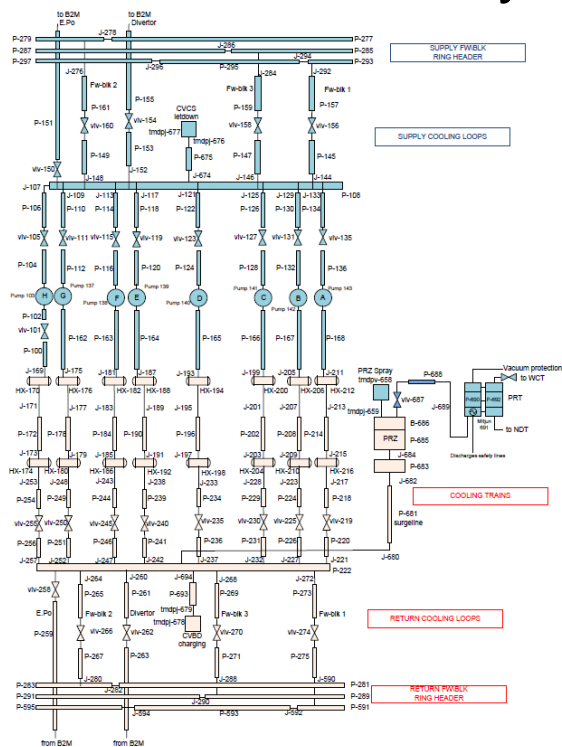 to B2M
E.Po
to B2M
Divertor
J-278
P-279
P-277
P-287
J-286
P-285
J-294
P-297
J-296
P-295
P-293
SUPPLY FW\BLK
RING HEADER
J-276
Fw-blk 2
Fw-blk 3
J-284
J-292
Fw-blk 1
P-161
P-155
CVCS
letdown
P-159
P-157
P-151
vlv-160
vlv-154
tmdpj-677
tmdpj-676
vlv-158
vlv-156
SUPPLY COOLING LOOPS
P-149
P-153
P-675
P-147
P-145
vlv-150
J-152
J-148
J-674
J-146
J-144
J-107
J-109
J-113
J-117
J-121
J-125
J-129
J-133
P-108
P-106
P-110
P-114
P-118
P-122
P-126
P-130
P-134
vlv-105
vlv-111
vlv-115
vlv-119
vlv-123
vlv-127
vlv-131
vlv-135
P-104
P-112
P-116
P-120
P-124
P-128
P-132
P-136
Pump 137
Pump 139
Pump 141
Pump 143
H
G
F
E
D
C
B
A
Pump 103
Pump 138
Pump 140
Pump 142
P-102
vlv-101
P-162
P-163
P-164
P-165
P-166
P-167
P-168
P-100
J-169
J-175
J-181
J-187
J-193
J-199
J-205
J-211
HX-170
HX-176
HX-182
HX-188
HX-194
HX-200
HX-206
HX-212
PRZ Spray
tmdpv-658
P-688
Vacuum protection
to WCT
tmdpj-659
vlv-687
J-689
P-690
P-692
PRT
Mltjun
691
to NDT
Discharges safety lines
J-171
J-177
J-183
J-189
J-195
J-201
J-207
J-213
B-686
PRZ
P-685
P-172
P-178
P-184
P-190
P-196
P-202
P-208
P-214
J-173
J-179
J-185
J-191
J-197
J-203
J-209
J-215
J-684
P-683
HX-174
HX-180
HX-186
HX-192
HX-198
HX-204
HX-210
HX-216
J-253
J-248
J-243
J-238
J-233
J-228
J-223
J-217
J-682
P-254
P-249
P-244
P-239
P-234
P-229
P-224
P-218
COOLING TRAINS
vlv-255
vlv-250
vlv-245
vlv-240
vlv-235
vlv-230
vlv-225
vlv-219
P-681
surgeline
P-256
P-251
P-246
P-241
P-236
P-231
P-226
P-220
J-257
J-252
J-247
J-242
J-237
J-232
J-227
J-221
J-680
P-222
vlv-258
J-264
J-260
J-694
J-268
J-272
P-265
P-261
P-693
P-269
P-273
E.Po
Fw-blk 2
Divertor
tmdpj-679
Fw-blk 3
Fw-blk 1
P-259
vlv-266
vlv-262
tmdpj-678
vlv-270
vlv-274
RETURN COOLING LOOPS
CVBD
charging
P-267
P-263
P-271
P-275
J-280
J-288
J-590
P-283
J-282
P-281
P-291
J-290
P-289
RETURN FW\BLK
RING HEADER
P-595
J-594
P-593
J-592
P-591
from B2M
from B2M